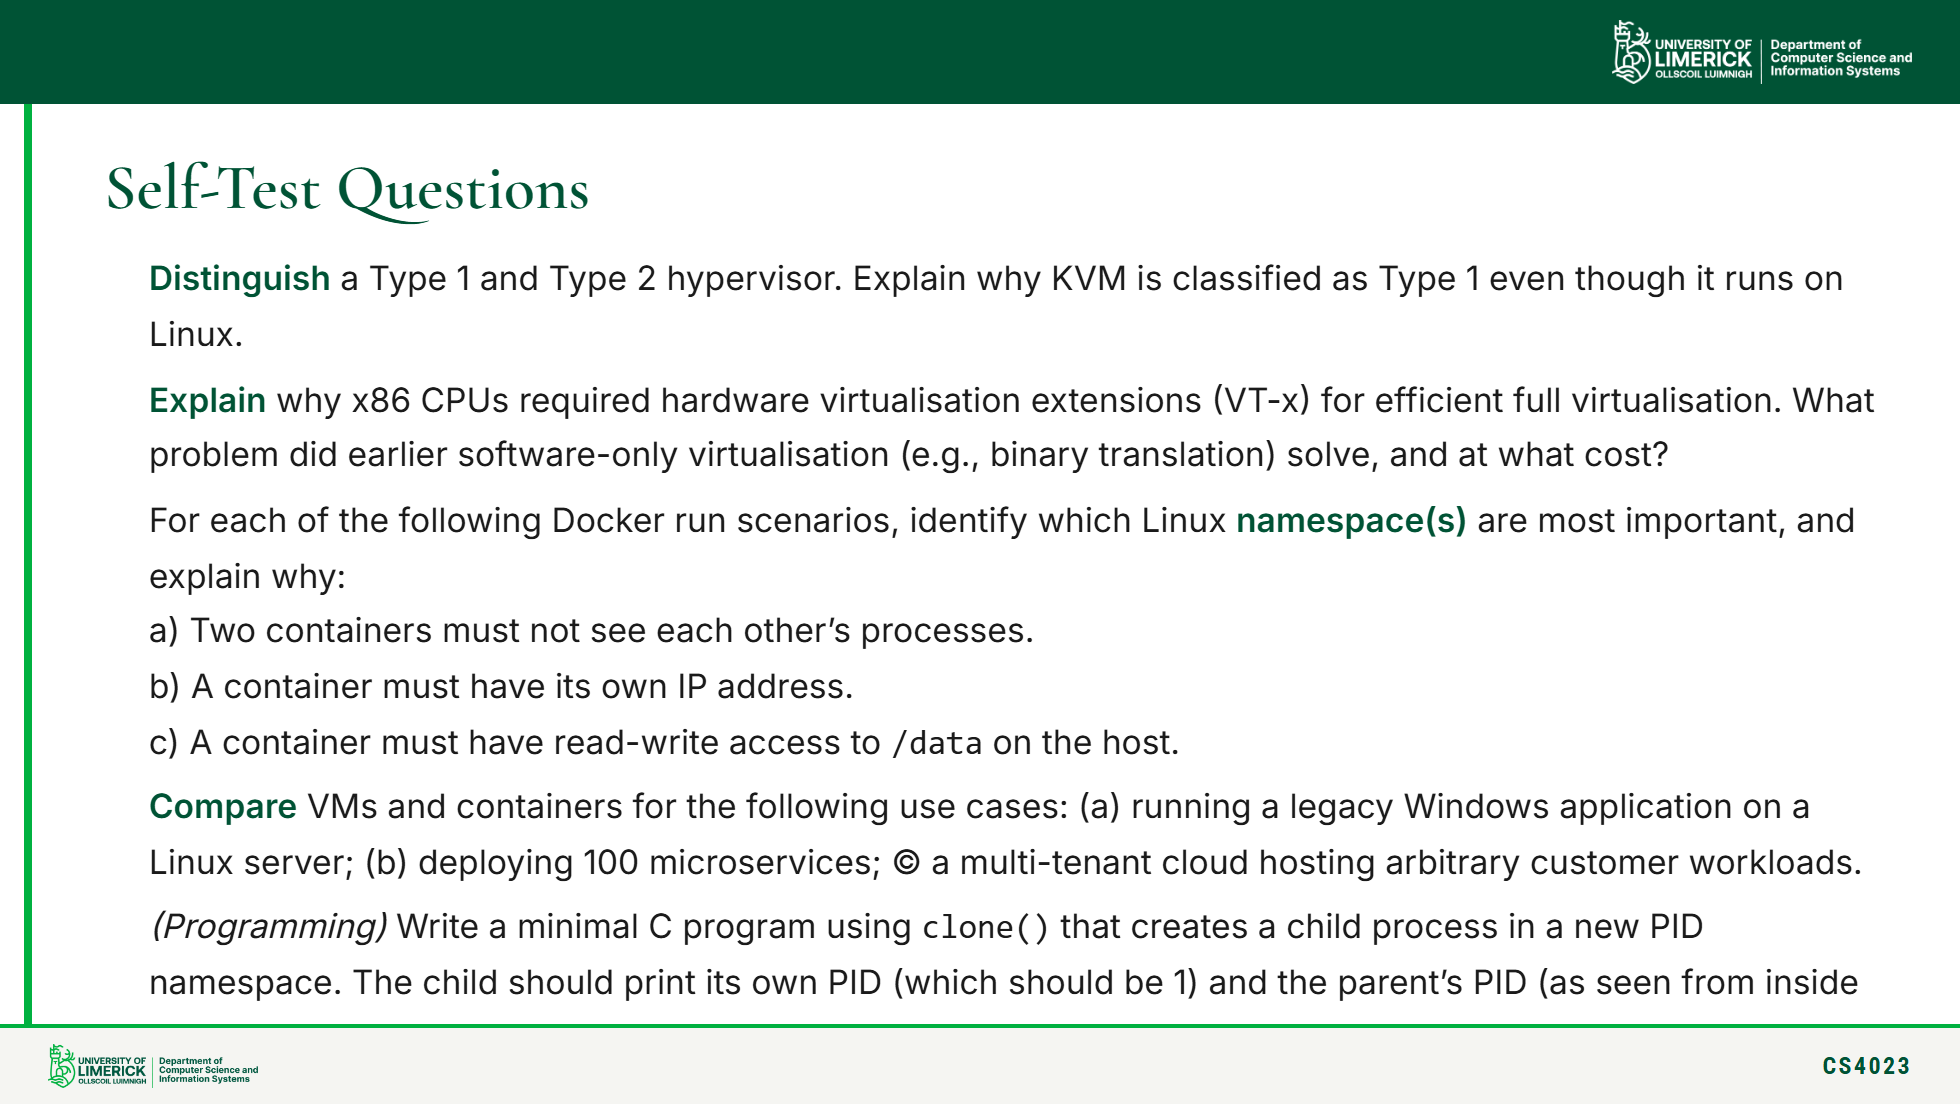 UNIVERSITY OF
LIMERICK
OLLSCOIL LUIMNIGH
Department of
Computer Science and
Information Systems
Self-Test Questions
Distinguish a Type 1 and Type 2 hypervisor. Explain why KVM is classified as Type 1 even though it runs on
Linux.
Explain why x86 CPUs required hardware virtualisation extensions (VT-x) for efficient full virtualisation. What
problem did earlier software-only virtualisation (e.g., binary translation) solve, and at what cost?
For each of the following Docker run scenarios, identify which Linux namespace(s) are most important, and
explain why:
a) Two containers must not see each other’s processes.
b) A container must have its own IP address.
c) A container must have read-write access to /data on the host.
Compare VMs and containers for the following use cases: (a) running a legacy Windows application on a
Linux server; (b) deploying 100 microservices; © a multi-tenant cloud hosting arbitrary customer workloads.
(Programming) Write a minimal C program using clone() that creates a child process in a new PID
namespace. The child should print its own PID (which should be 1) and the parent’s PID (as seen from inside
UNIVERSITY OF
LIMERICK
OLLSCOIL LUIMNIGH
Department of
Computer Science and
Information Systems
CS4023